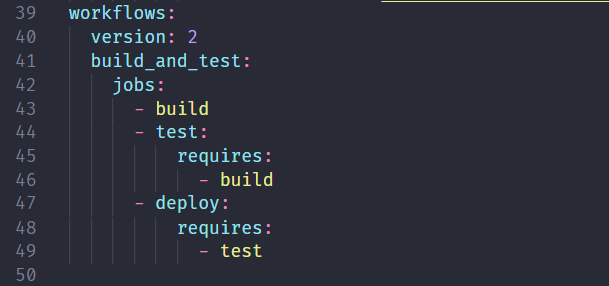 39 workflows:
40   version: 2
41   build_and_test:
42     jobs:
43       - build
44       - test:
45           requires:
46             - build
47       - deploy:
48           requires:
49             - test
50